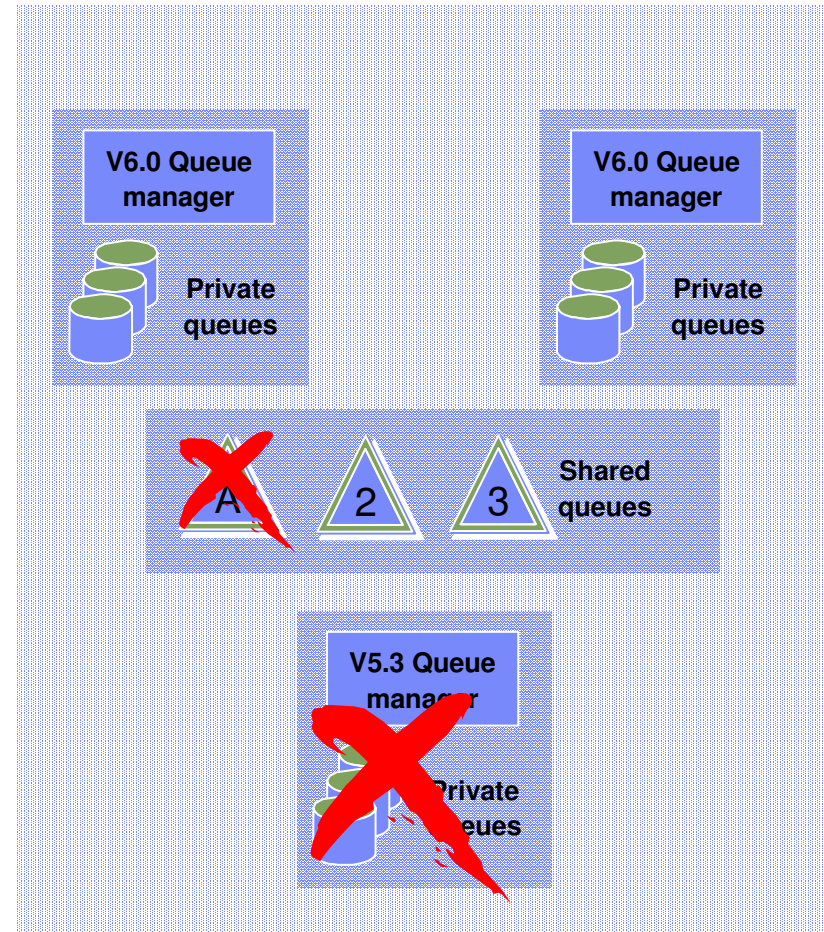 V6.0 Queue
manager
Private
queues
V6.0 Queue
manager
Private
queues
A
2
3
Shared
queues
V5.3 Queue
manager
Private
queues